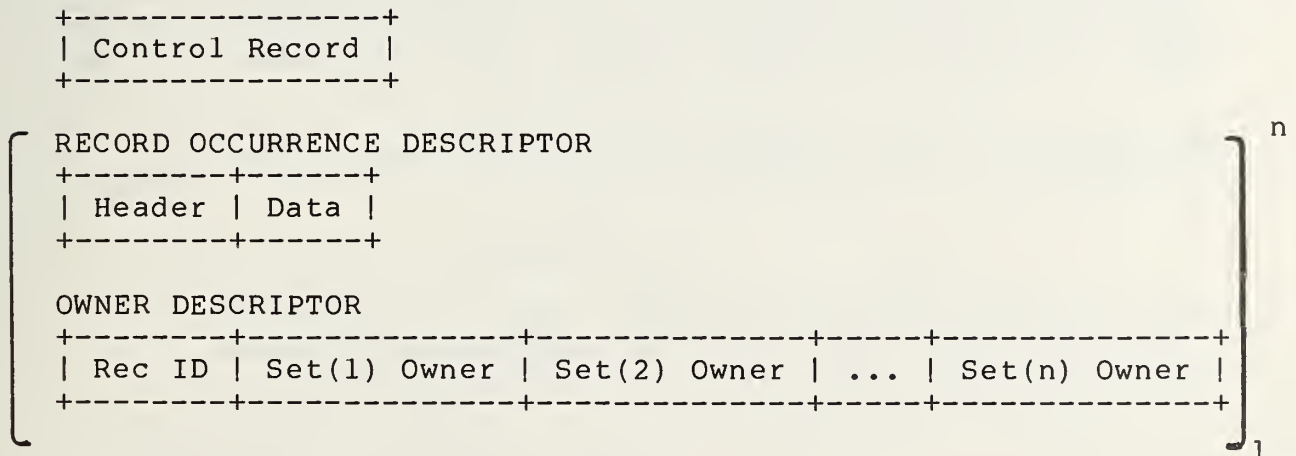 +----------------+
| Control Record |
+----------------+
n
RECORD OCCURRENCE DESCRIPTOR
+--------+------+
| Header | Data |
+--------+------+
OWNER DESCRIPTOR
+--------+--------------+--------------+-----+--------------+
| Rec ID | Set(1) Owner | Set(2) Owner | ... | Set(n) Owner |
+--------+--------------+--------------+-----+--------------+
1